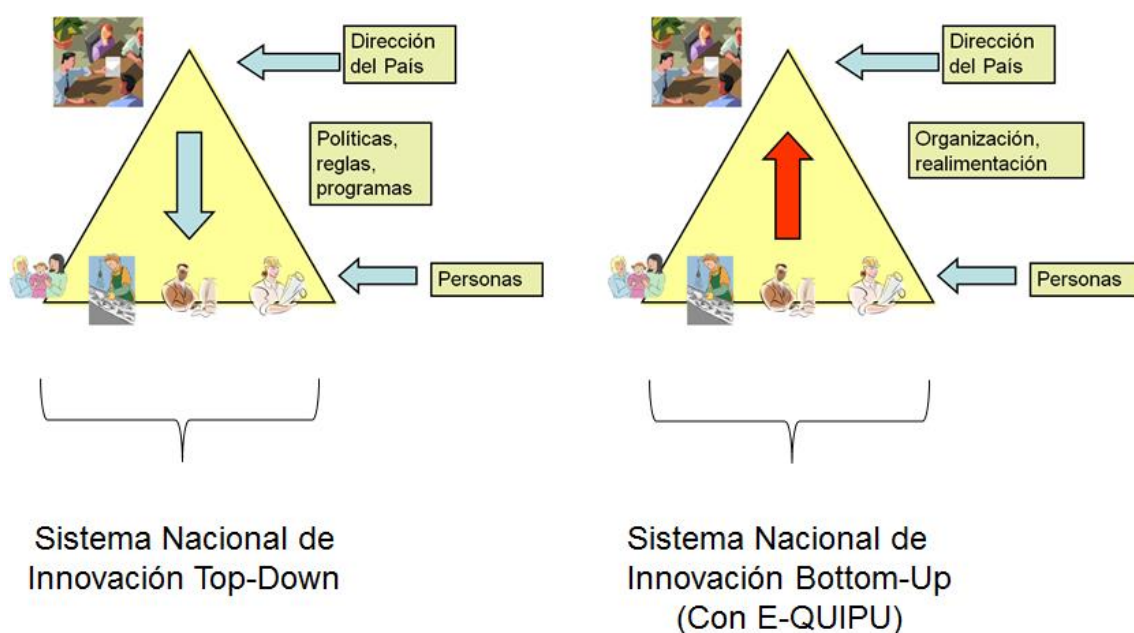 Dirección
del País
Políticas,
reglas,
programas
Personas
Sistema Nacional de
Innovación Top-Down
Dirección
del País
Organización,
realimentación
Personas
Sistema Nacional de
Innovación Bottom-Up
(Con E-QUIPU)